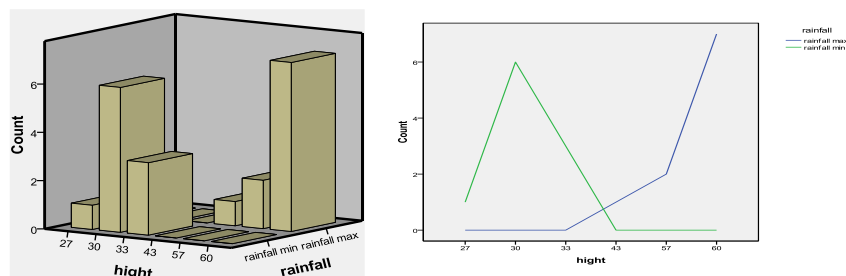 6
4
2
0
Count
27 30 33 43 57 60
hight
rainfall min rainfall max
rainfall
6
4
2
0
Count
27 30 33 43 57 60
hight
rainfall
rainfall max
rainfall min